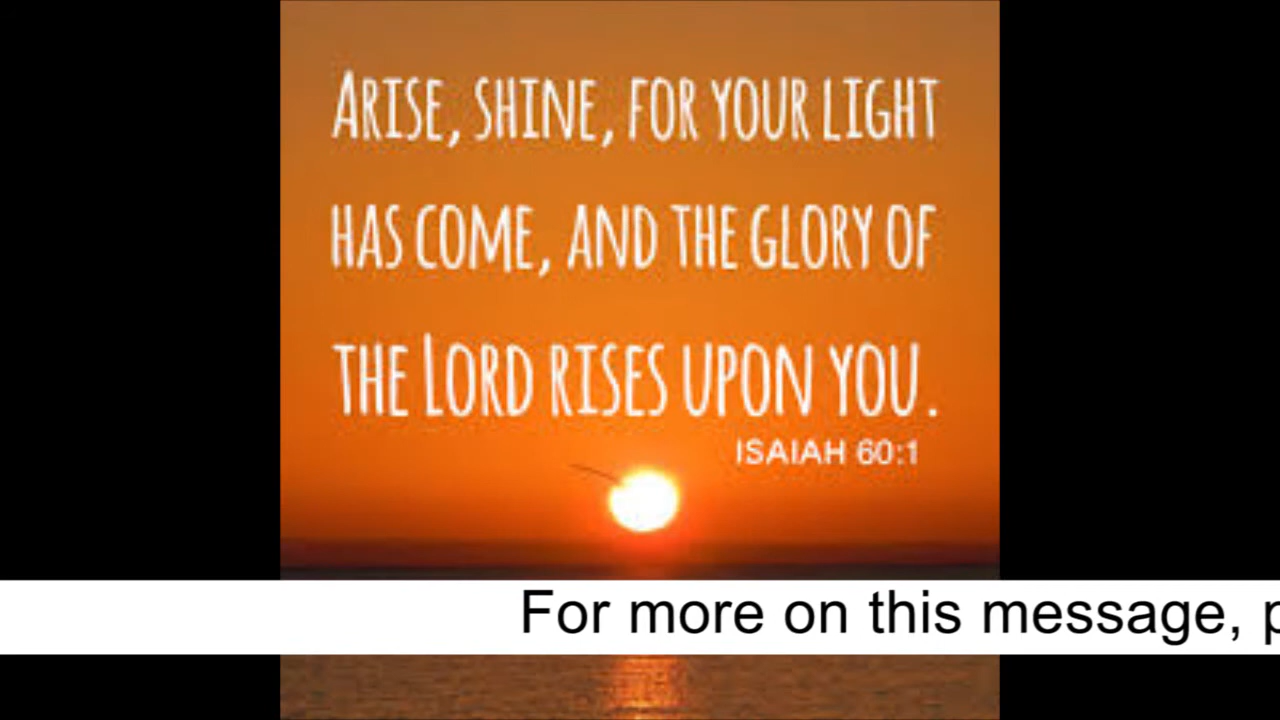 Arise, shine, for your light
has come, and the glory of
the Lord rises upon you.
ISAIAH 60:1
For more on this message, p